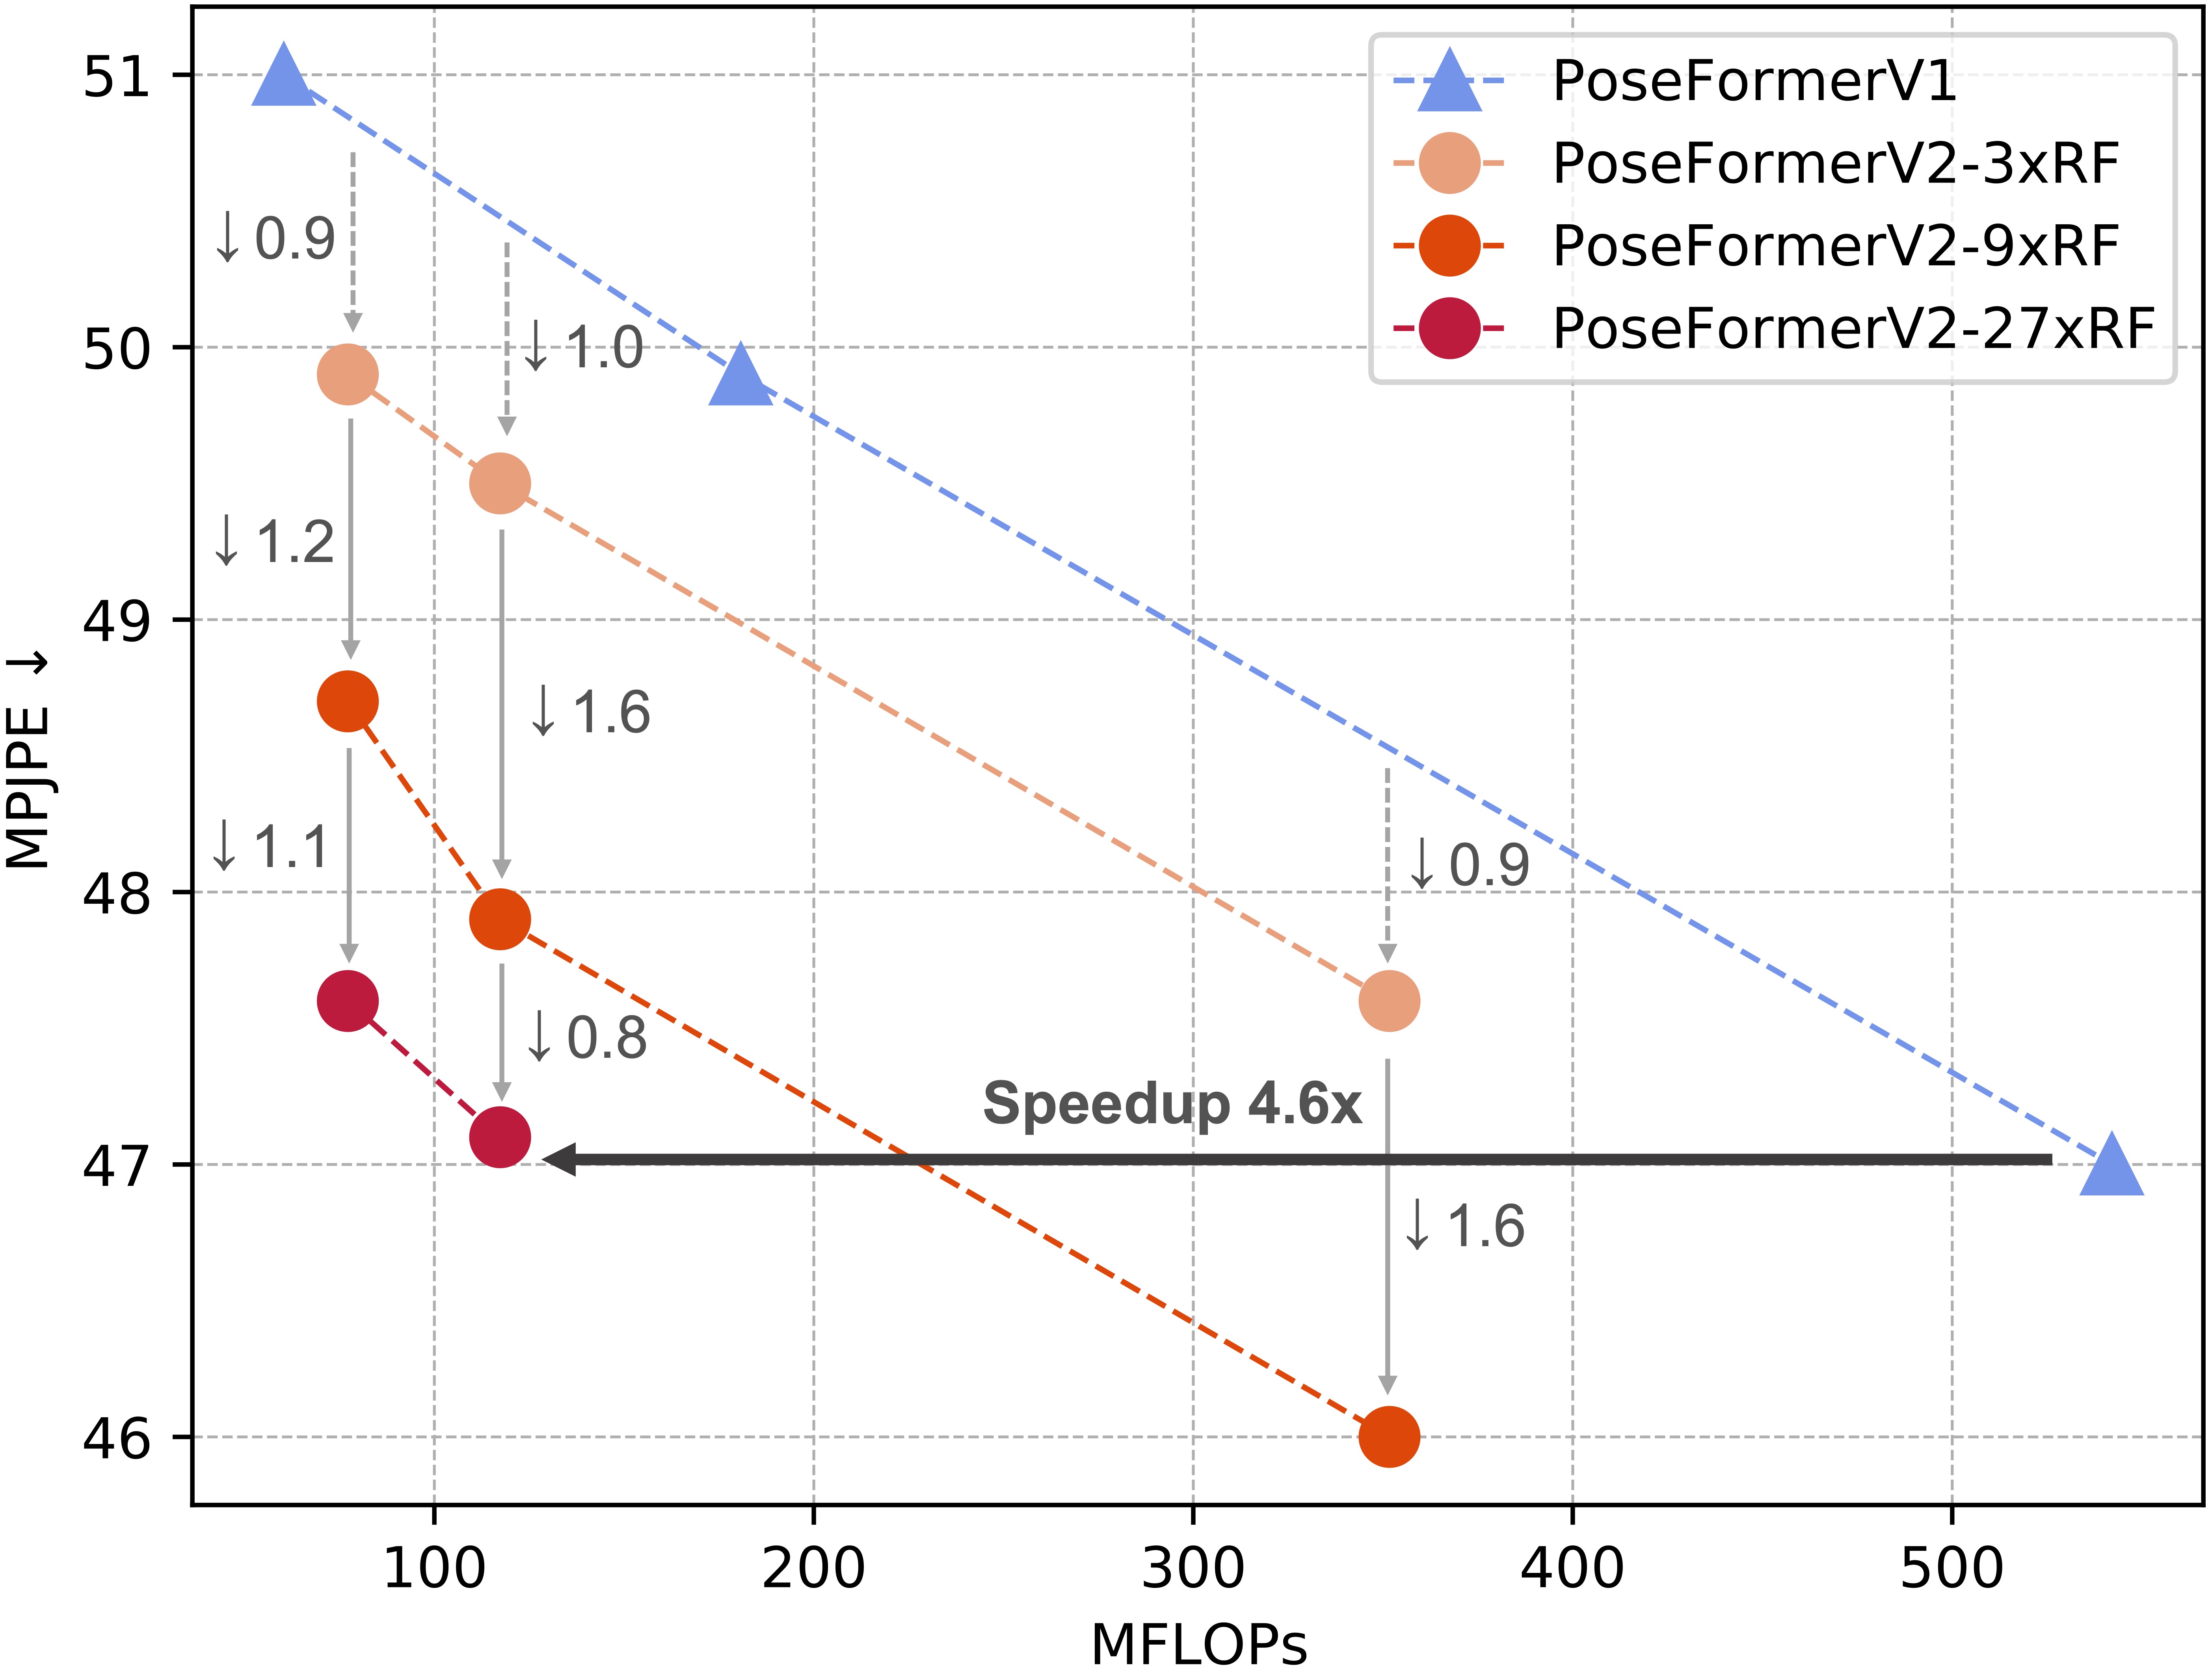 PoseFormerV1
PoseFormerV2-3xRF
PoseFormerV2-9xRF
PoseFormerV2-27xRF
51
50
49
48
47
46
MPJPE ↓
↓0.9
↓1.0
↓1.2
↓1.6
↓1.1
↓0.9
↓0.8
Speedup 4.6x
↓1.6
100
200
300
400
500
MFLOPs